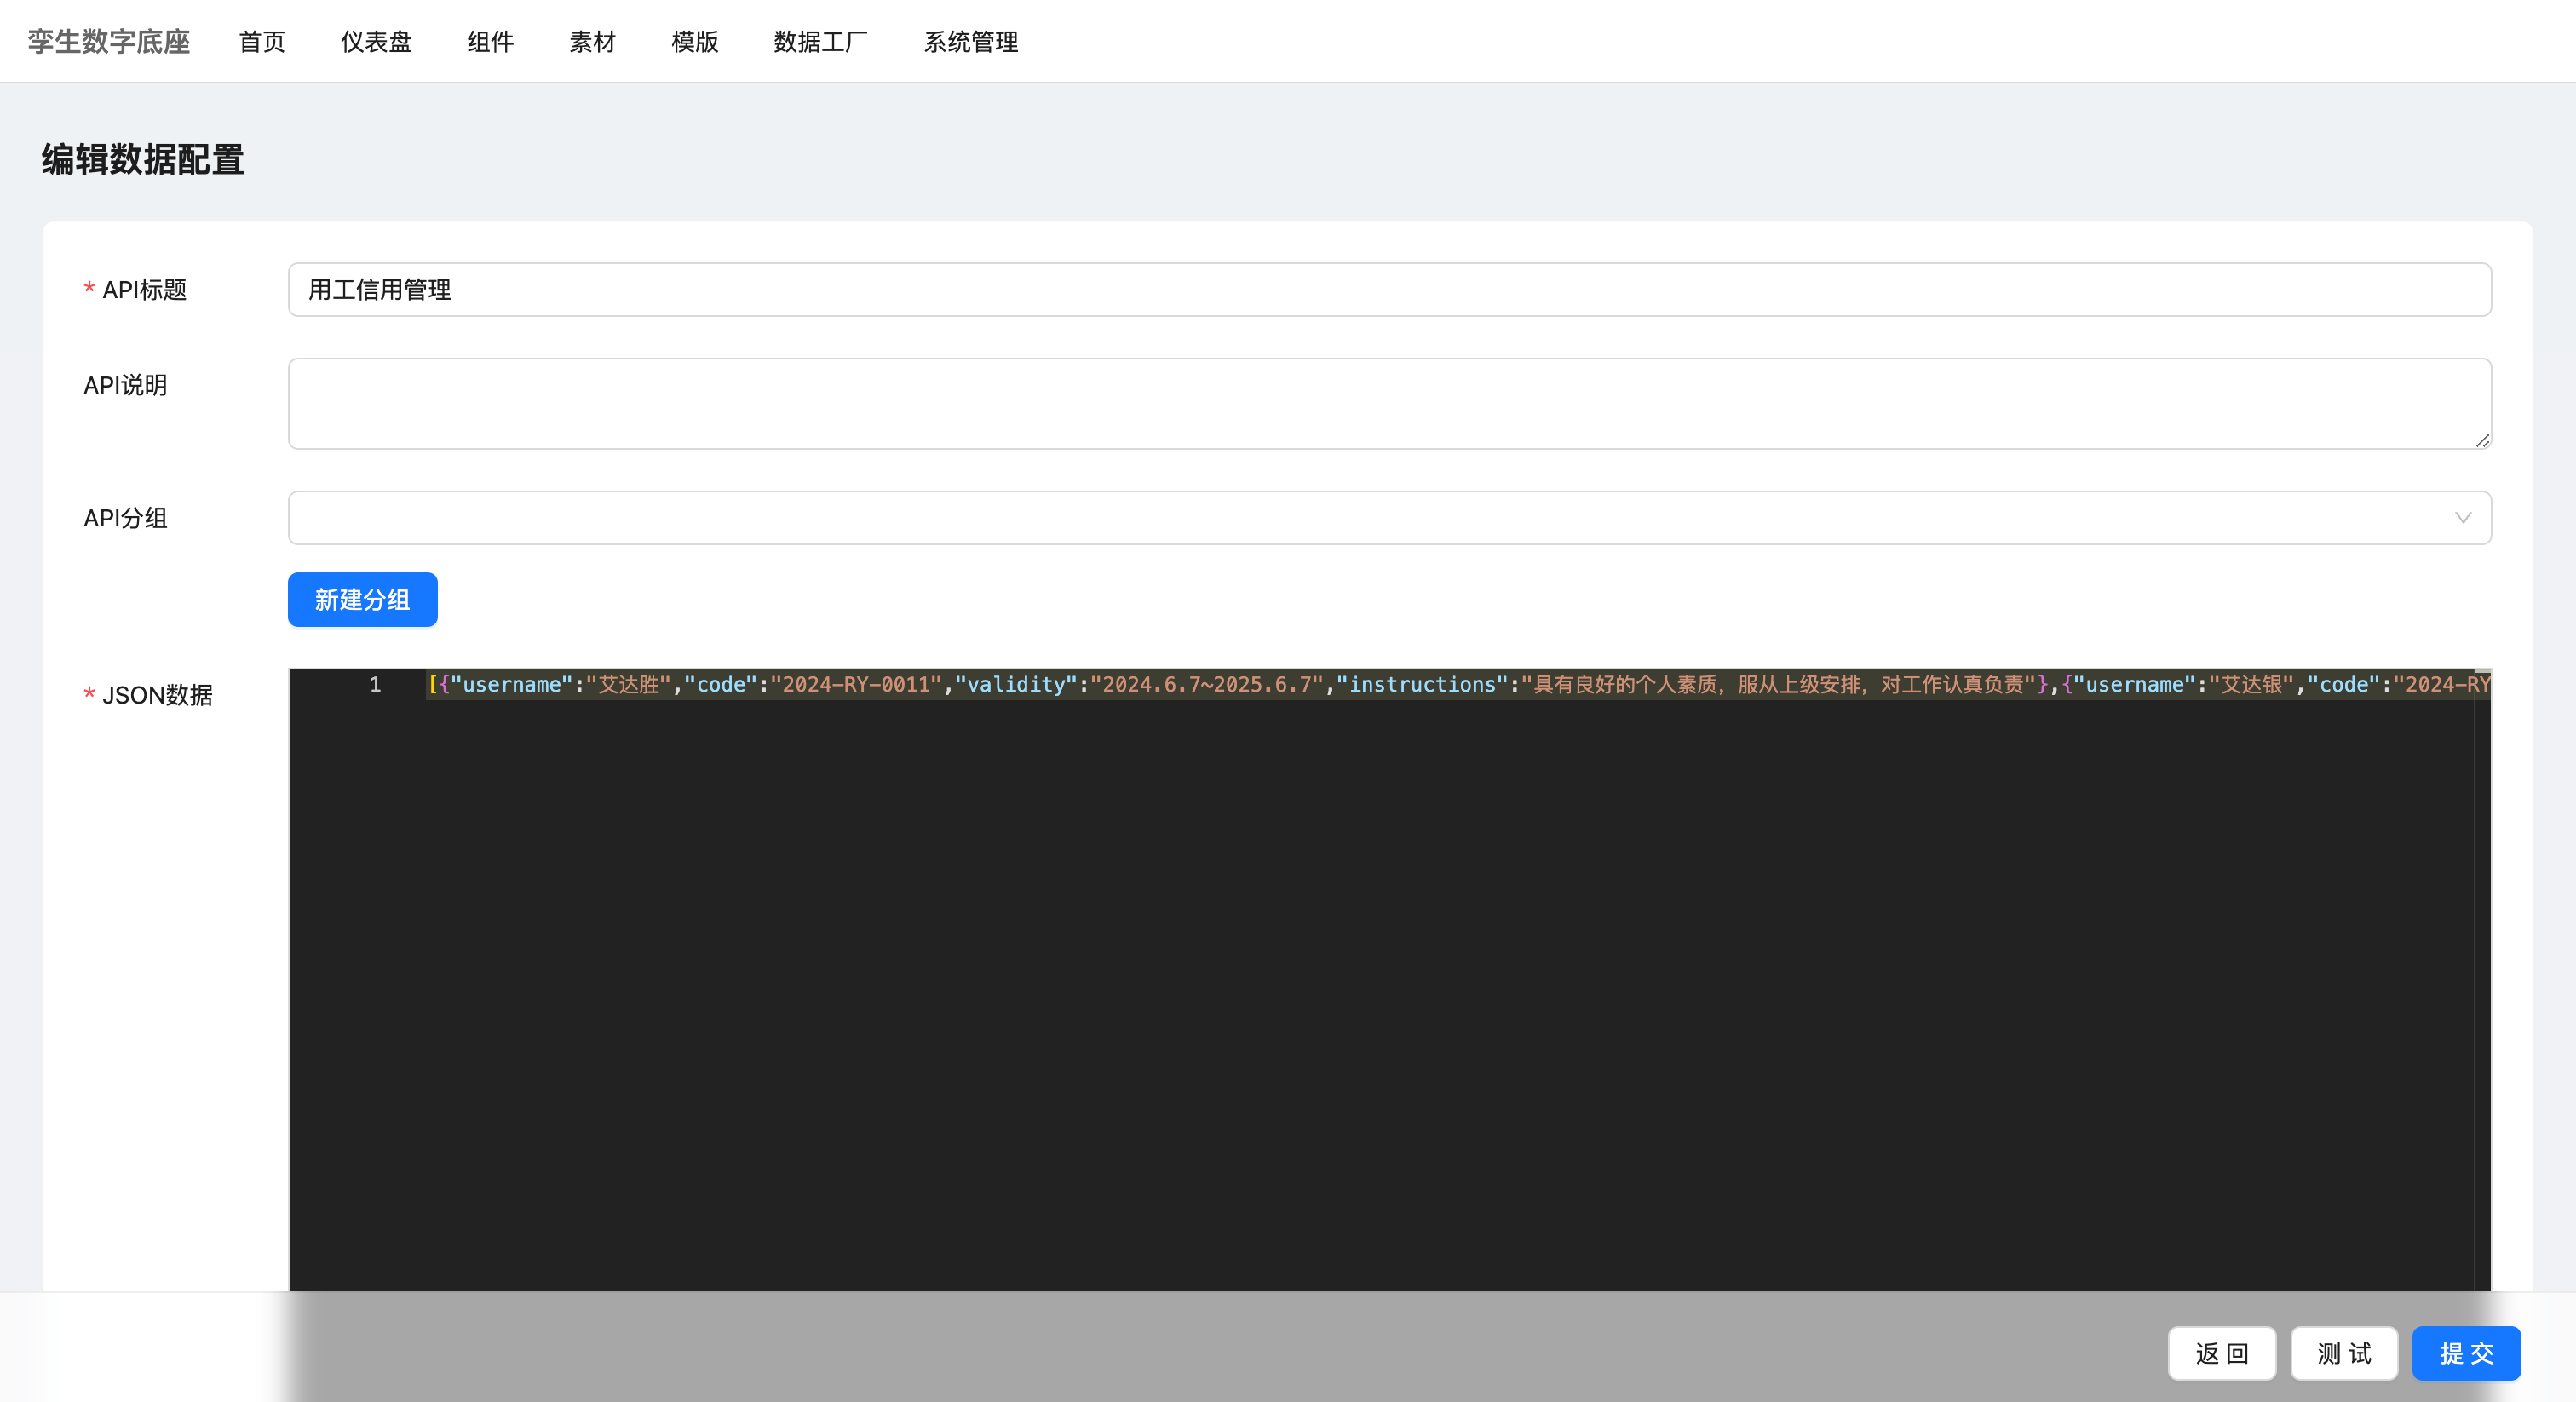 孪生数字底座 首页 仪表盘 组件 素材 模版 数据工厂 系统管理
编辑数据配置
* API标题 用工信用管理
API说明
API分组
新建分组
* JSON数据
1 [{"username":"艾达胜","code":"2024-RY-0011","validity":"2024.6.7~2025.6.7","instructions":"具有良好的个人素质，服从上级安排，对工作认真负责"},{"username":"艾达银","code":"2024-RY
返回 测试 提交